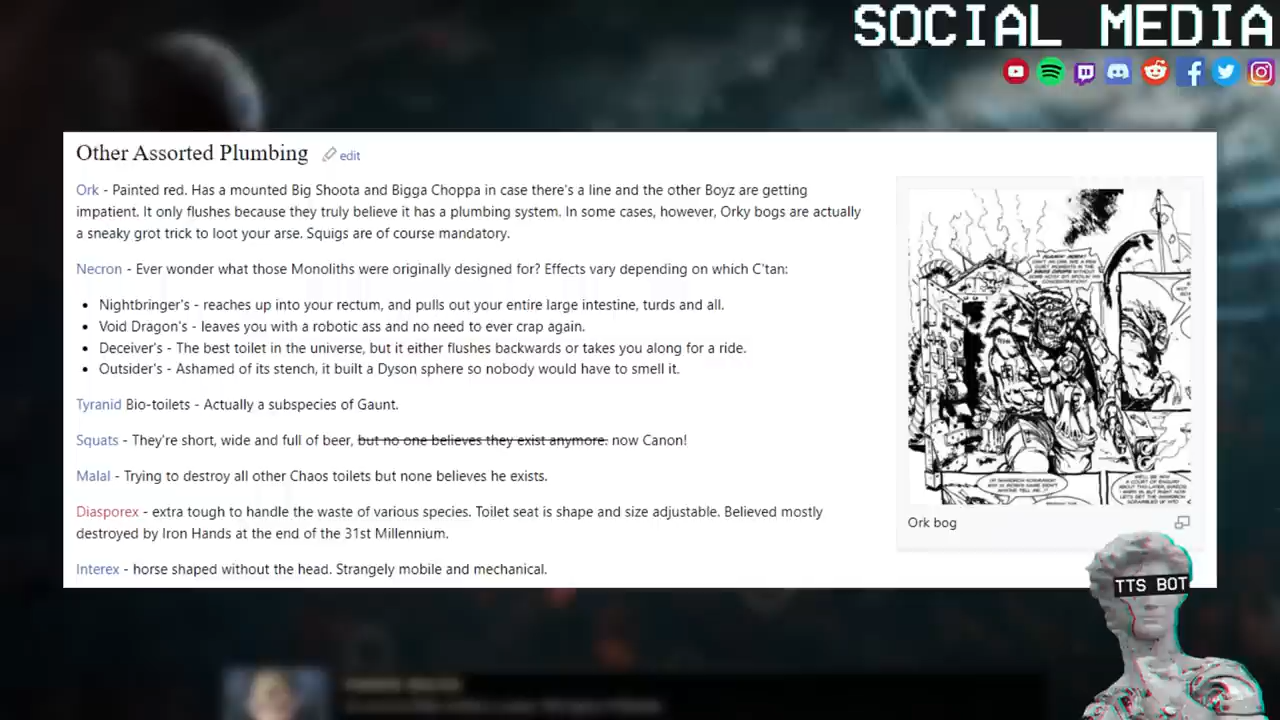 SOCIAL MEDIA
Other Assorted Plumbing edit
Ork - Painted red. Has a mounted Big Shoota and Bigga Choppa in case there's a line and the other Boyz are getting
impatient. It only flushes because they truly believe it has a plumbing system. In some cases, however, Orky bogs are actually
a sneaky grot trick to loot your arse. Squigs are of course mandatory.
Necron - Ever wonder what those Monoliths were originally designed for? Effects vary depending on which C'tan:
Nightbringer's - reaches up into your rectum, and pulls out your entire large intestine, turds and all.
Void Dragon's - leaves you with a robotic ass and no need to ever crap again.
Deceiver's - The best toilet in the universe, but it either flushes backwards or takes you along for a ride.
Outsider's - Ashamed of its stench, it built a Dyson sphere so nobody would have to smell it.
Tyranid Bio-toilets - Actually a subspecies of Gaunt.
Squats - They're short, wide and full of beer, but no one believes they exist anymore. now Canon!
Malal - Trying to destroy all other Chaos toilets but none believes he exists.
Diasporex - extra tough to handle the waste of various species. Toilet seat is shape and size adjustable. Believed mostly
destroyed by Iron Hands at the end of the 31st Millennium.
Interex - horse shaped without the head. Strangely mobile and mechanical.
Ork bog
TTS BOT